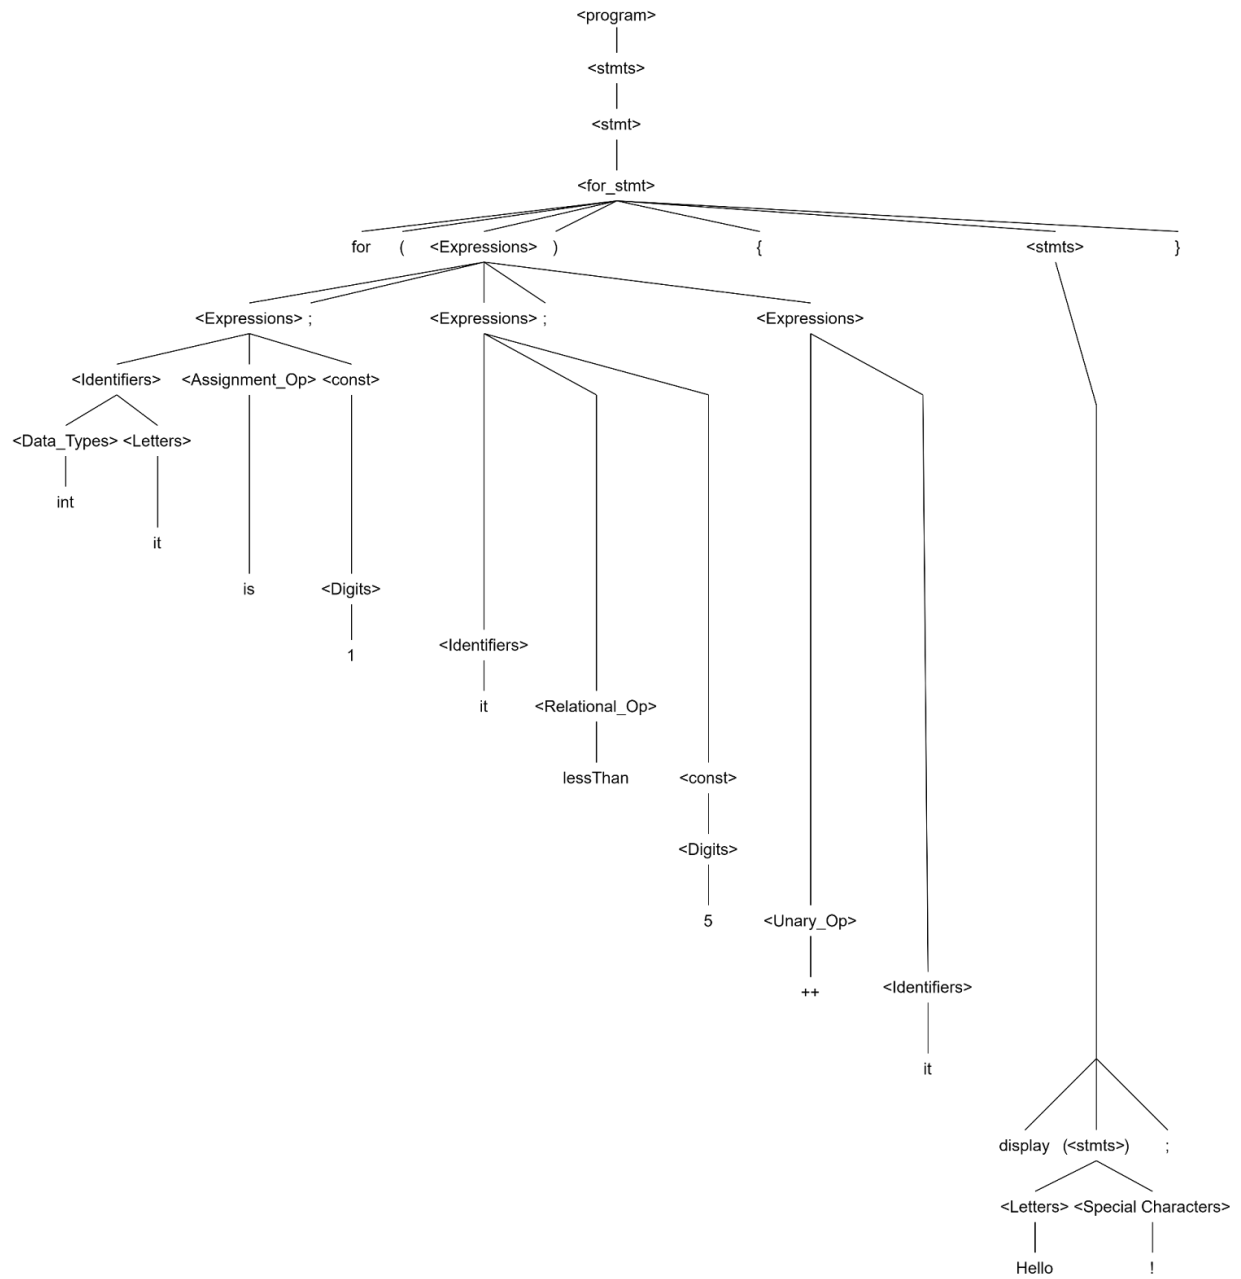 <program>
<stmts>
<stmt>
<for_stmt>
for ( <Expressions> ) { <stmts> }
<Expressions> ; <Expressions> ; <Expressions>
<Identifiers> <Assignment_Op> <const>
<Data_Types> <Letters>
int
it
is <Digits>
<Identifiers>
1
it <Relational_Op>
lessThan <const>
<Digits>
5 <Unary_Op>
<Identifiers>
++
it
display (<stmts>) ;
<Letters> <Special Characters>
Hello !